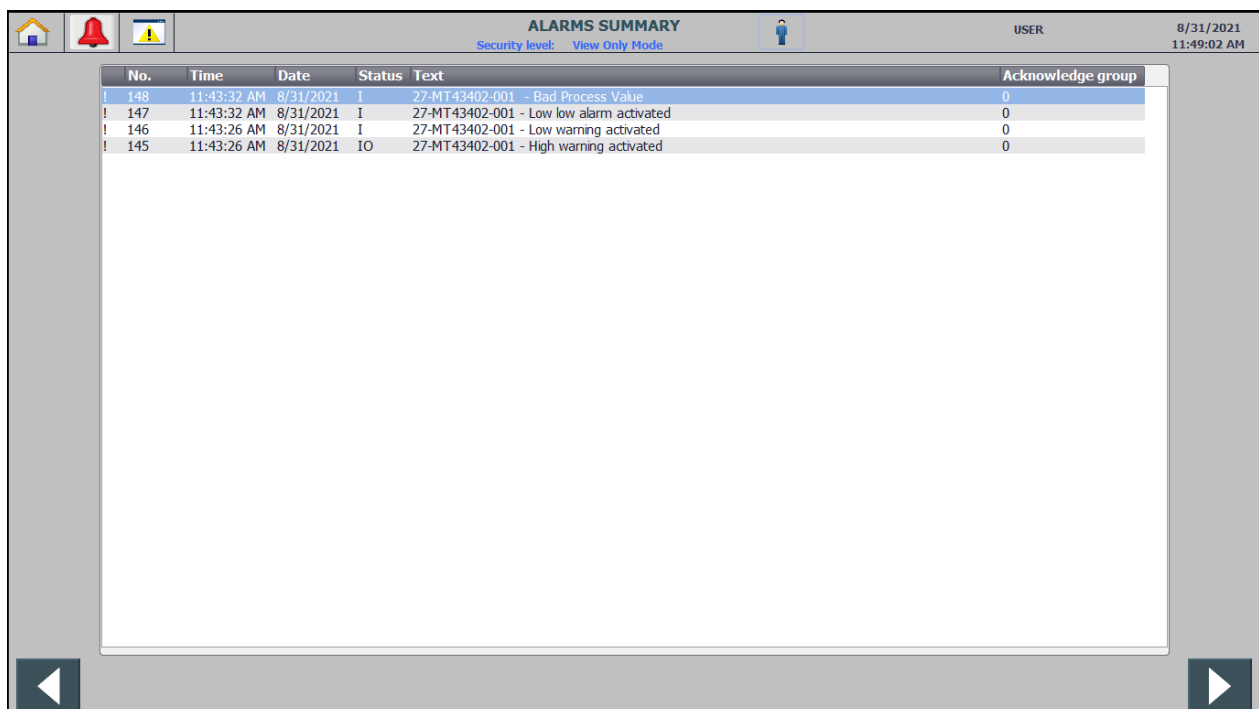 ALARMS SUMMARY
Security level: View Only Mode
USER
8/31/2021
11:49:02 AM
No. Time Date Status Text Acknowledge group
! 148 11:43:32 AM 8/31/2021 I 27-MT43402-001 - Bad Process Value 0
! 147 11:43:32 AM 8/31/2021 I 27-MT43402-001 - Low low alarm activated 0
! 146 11:43:26 AM 8/31/2021 I 27-MT43402-001 - Low warning activated 0
! 145 11:43:26 AM 8/31/2021 IO 27-MT43402-001 - High warning activated 0